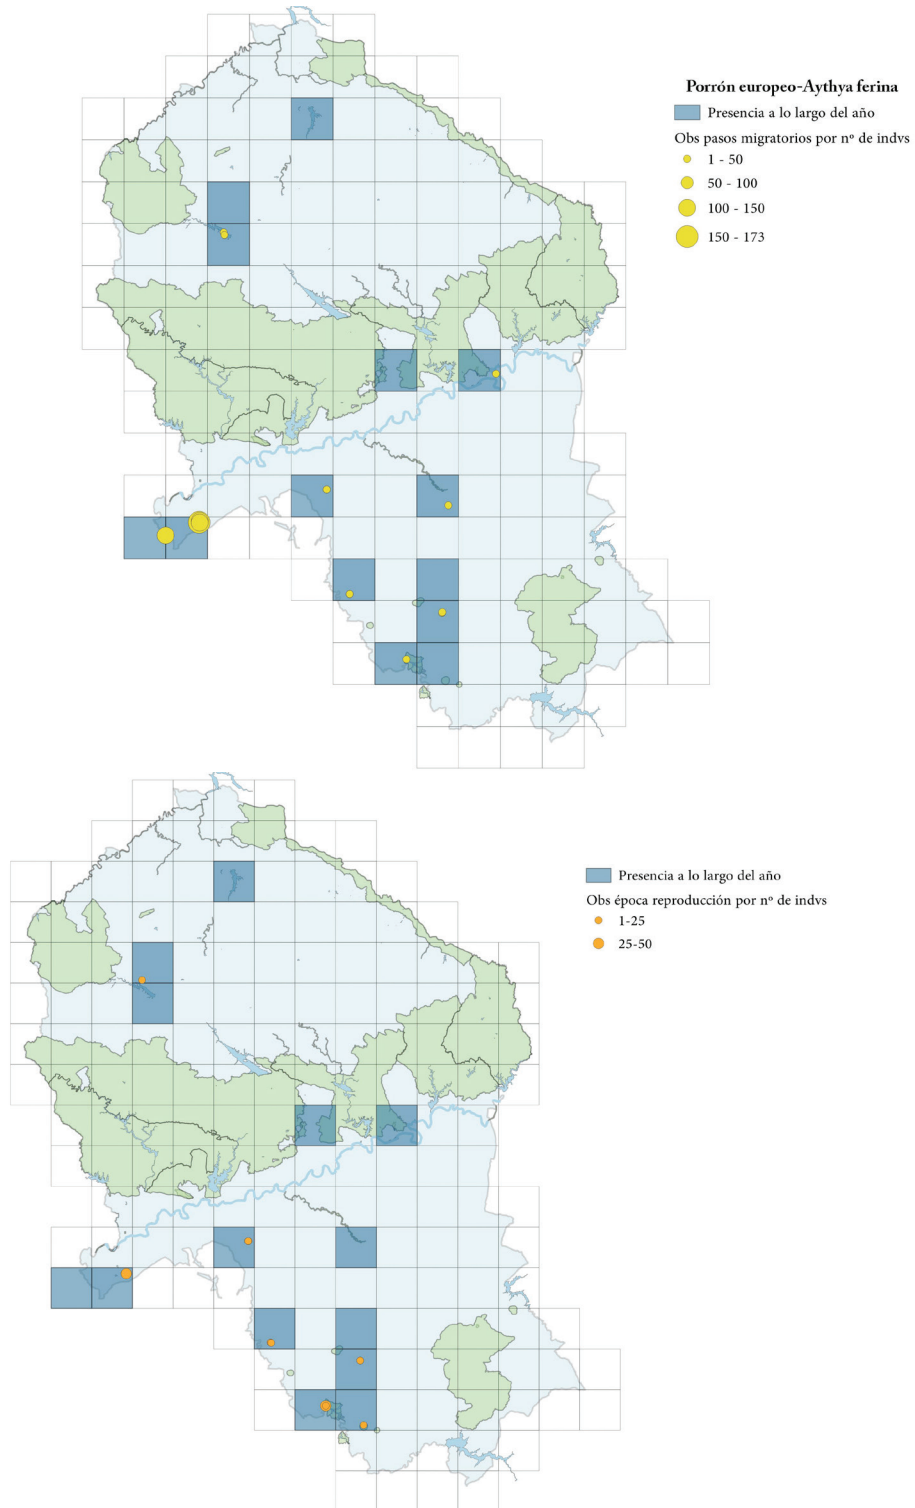 Porrón europeo-Aythya ferina
Presencia a lo largo del año
Obs pasos migratorios por nº de indvs
1 - 50
50 - 100
100 - 150
150 - 173
Presencia a lo largo del año
Obs época reproducción por nº de indvs
1-25
25-50